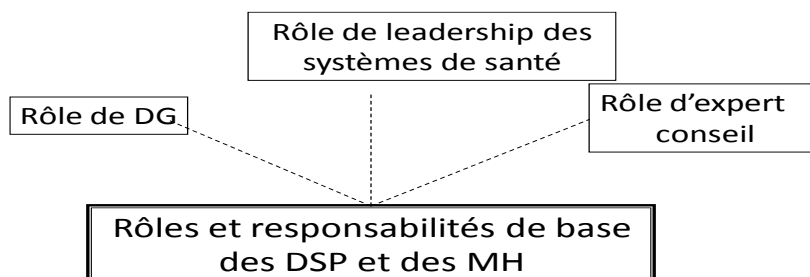 Rôle de leadership des
systèmes de santé
Rôle de DG
Rôle d’expert
conseil
Rôles et responsabilités de base
des DSP et des MH